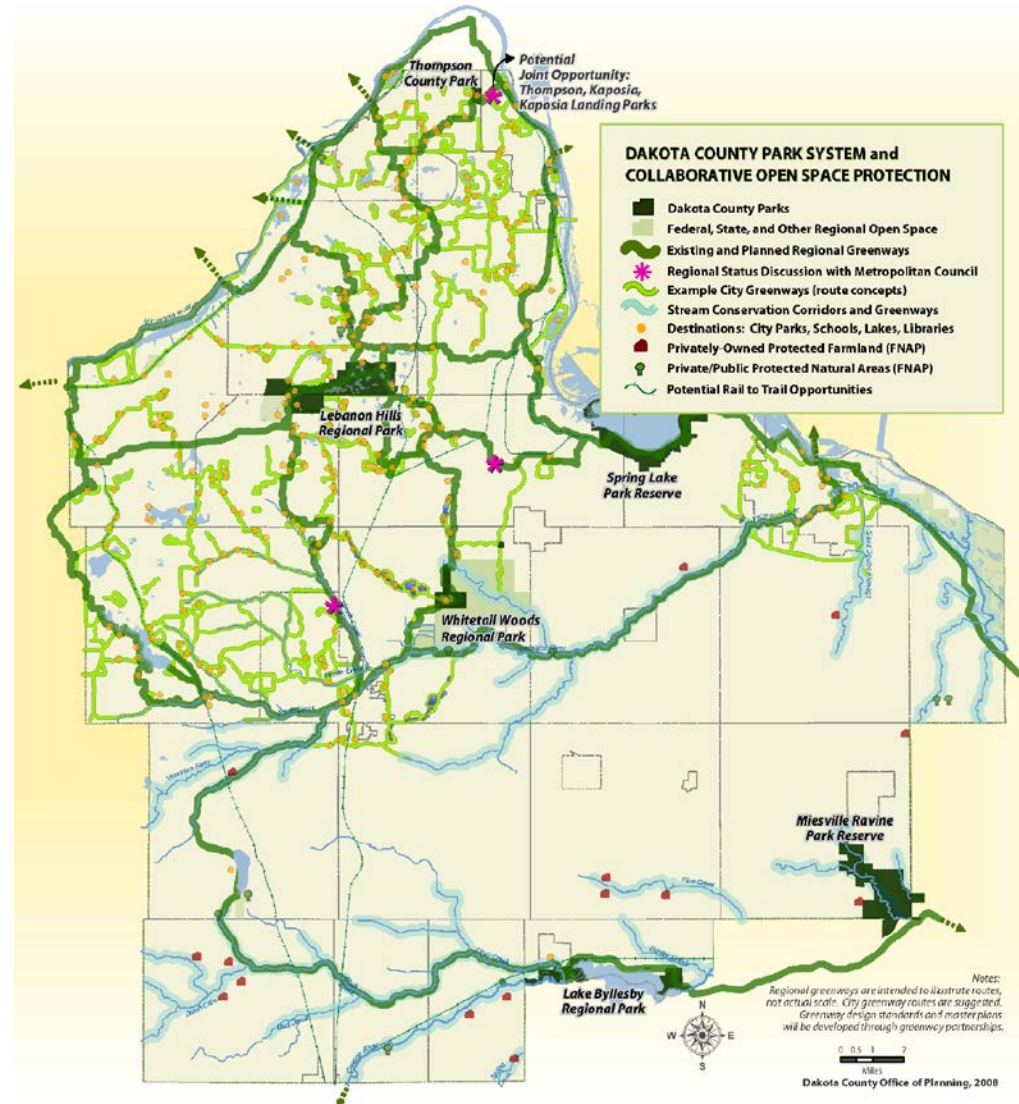 Thompson
County Park
Potential
Joint Opportunity:
Thompson, Kaposia,
Kaposia Landing Parks
DAKOTA COUNTY PARK SYSTEM and
COLLABORATIVE OPEN SPACE PROTECTION
Dakota County Parks
Federal, State, and Other Regional Open Space
Existing and Planned Regional Greenways
Regional Status Discussion with Metropolitan Council
Example City Greenways (route concepts)
Stream Conservation Corridors and Greenways
Destinations: City Parks, Schools, Lakes, Libraries
Privately-Owned Protected Farmland (FNAP)
Private/Public Protected Natural Areas (FNAP)
Potential Rail to Trail Opportunities
Lebanon Hills
Regional Park
Spring Lake
Park Reserve
Whitetail Woods
Regional Park
Miesville Ravine
Park Reserve
Pine Creek
Lake Byllesby
Regional Park
N
W E
S
Notes:
Regional greenways are intended to illustrate routes,
not actual scale. City greenway routes are suggested.
Greenway design standards and master plans
will be developed through greenway partnerships.
0 0.5 1 2
Miles
Dakota County Office of Planning, 2008